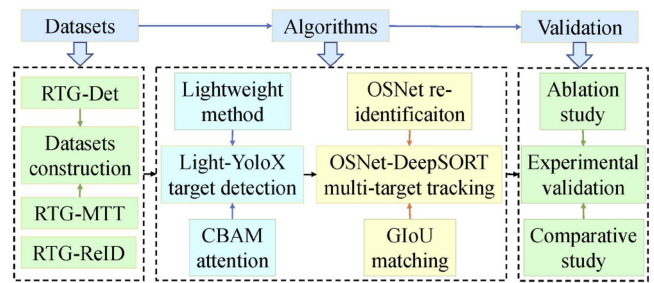 Datasets
Algorithms
Validation
RTG-Det
Datasets
construction
RTG-MTT
RTG-ReID
Lightweight
method
Light-YoloX
target detection
CBAM
attention
OSNet re-
identificaiton
OSNet-DeepSORT
multi-target tracking
GIoU
matching
Ablation
study
Experimental
validation
Comparative
study